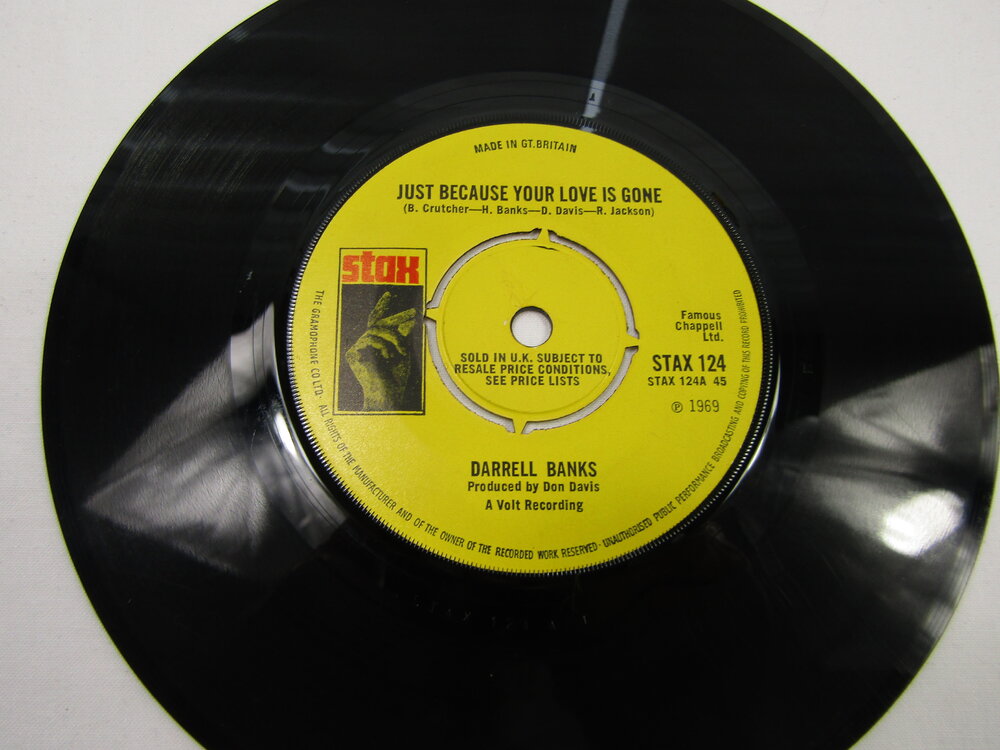 MADE IN GT.BRITAIN
JUST BECAUSE YOUR LOVE IS GONE
(B. Crutcher—H. Banks—D. Davis—R. Jackson)
stax
Famous
Chappell
Ltd.
STAX 124
STAX 124A 45
℗ 1969
SOLD IN U.K. SUBJECT TO
RESALE PRICE CONDITIONS,
SEE PRICE LISTS
DARRELL BANKS
Produced by Don Davis
A Volt Recording
THE GRAMOPHONE CO LTD · ALL RIGHTS OF THE MANUFACTURER AND OF THE OWNER OF THE RECORDED WORK RESERVED · UNAUTHORISED PUBLIC PERFORMANCE BROADCASTING AND COPYING OF THIS RECORD PROHIBITED
STAX 124 A